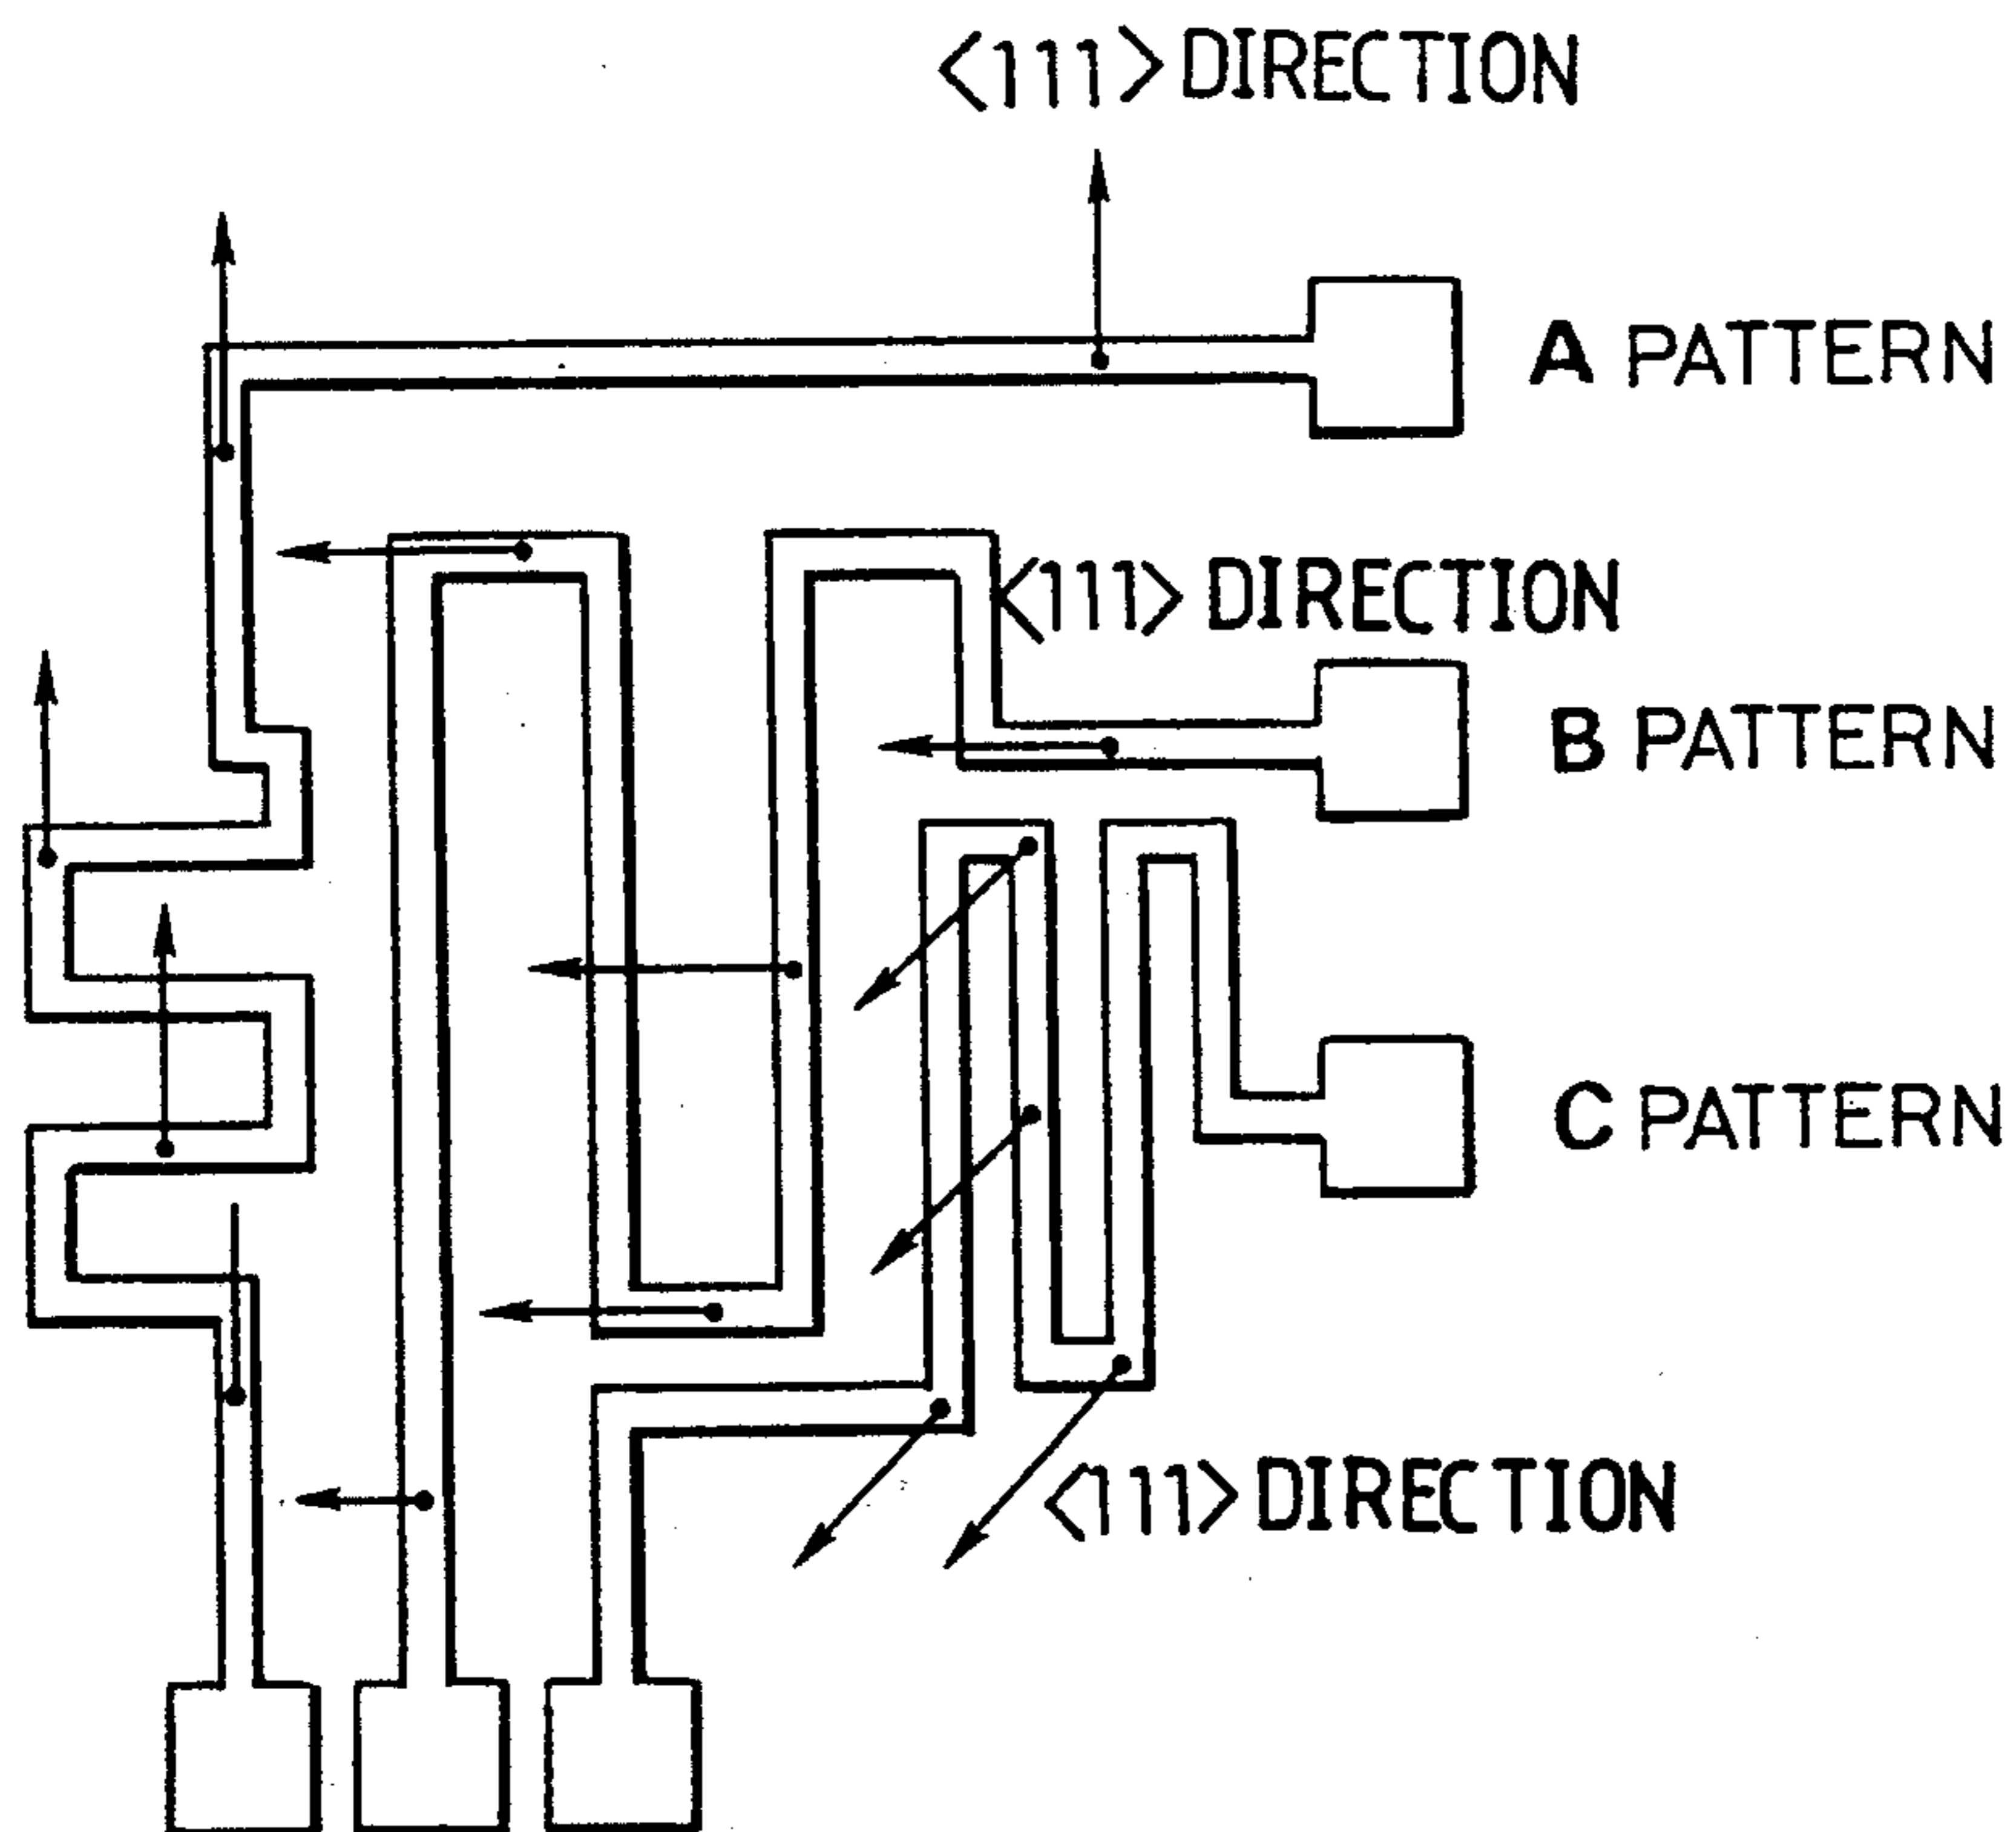 <111> DIRECTION
A PATTERN
<111> DIRECTION
B PATTERN
C PATTERN
<111> DIRECTION